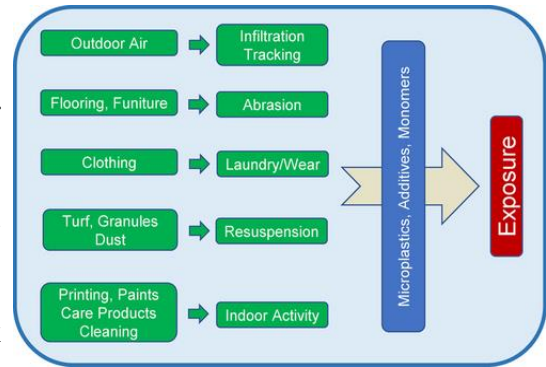 Outdoor Air
Infiltration
Tracking
Flooring, Funiture
Abrasion
Clothing
Laundry/Wear
Turf, Granules
Dust
Resuspension
Printing, Paints
Care Products
Cleaning
Indoor Activity
Microplastics, Additives, Monomers
Exposure